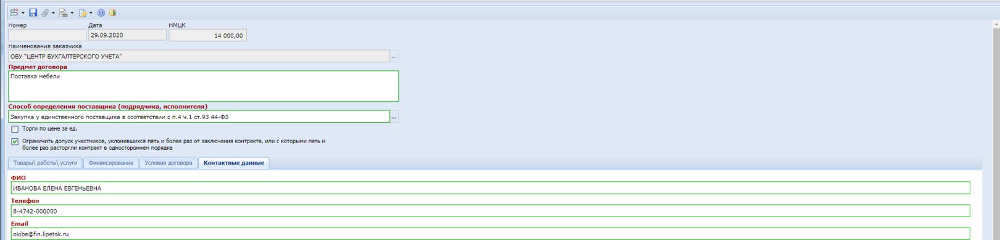 Номер Дата НМЦК
29.09.2020 14 000,00
Наименование заказчика
ОБУ "ЦЕНТР БУХГАЛТЕРСКОГО УЧЕТА" ...
Предмет договора
Поставка мебели
Способ определения поставщика (подрядчика, исполнителя)
Закупка у единственного поставщика в соответствии с п.4 ч.1 ст.93 44-ФЗ ...
Торги по цене за ед.
Ограничить допуск участников, уклонившихся пять и более раз от заключения контракта, или с которыми пять и
более раз расторгли контракт в одностороннем порядке
Товары\ работы\ услуги Финансирование Условия договора Контактные данные
ФИО
ИВАНОВА ЕЛЕНА ЕВГЕНЬЕВНА
Телефон
8-4742-000000
Email
okibe@fin.lipetsk.ru